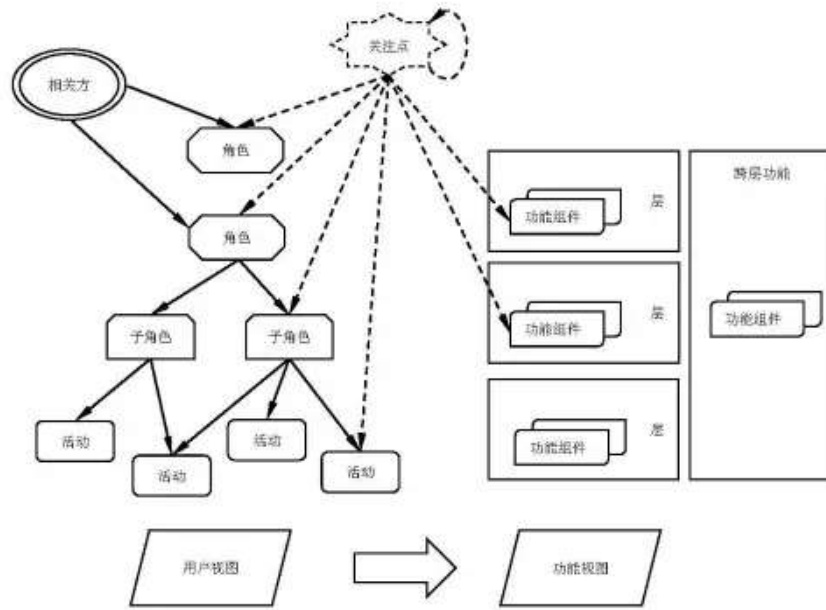 关注点
相关方
角色
跨层功能
层
功能组件
角色
功能组件
层
功能组件
子角色
子角色
活动
活动
层
功能组件
活动
活动
用户视图
功能视图